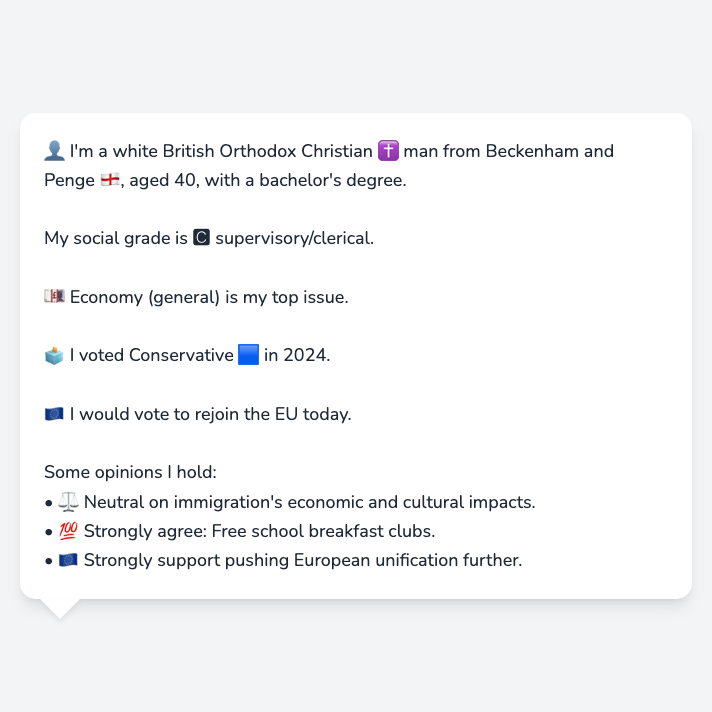 👤 I'm a white British Orthodox Christian ✝️ man from Beckenham and
Penge 🏴󠁧󠁢󠁥󠁮󠁧󠁿, aged 40, with a bachelor's degree.
My social grade is 🅲 supervisory/clerical.
💷 Economy (general) is my top issue.
🗳️ I voted Conservative 🟦 in 2024.
🇪🇺 I would vote to rejoin the EU today.
Some opinions I hold:
• ⚖️ Neutral on immigration's economic and cultural impacts.
• 💯 Strongly agree: Free school breakfast clubs.
• 🇪🇺 Strongly support pushing European unification further.